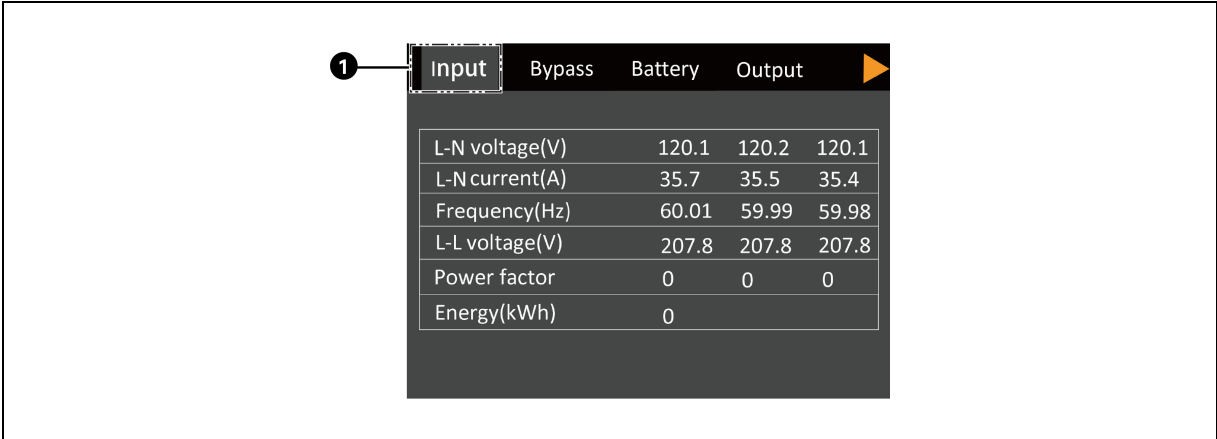 1 Input Bypass Battery Output
L-N voltage(V) 120.1 120.2 120.1
L-N current(A) 35.7 35.5 35.4
Frequency(Hz) 60.01 59.99 59.98
L-L voltage(V) 207.8 207.8 207.8
Power factor 0 0 0
Energy(kWh) 0